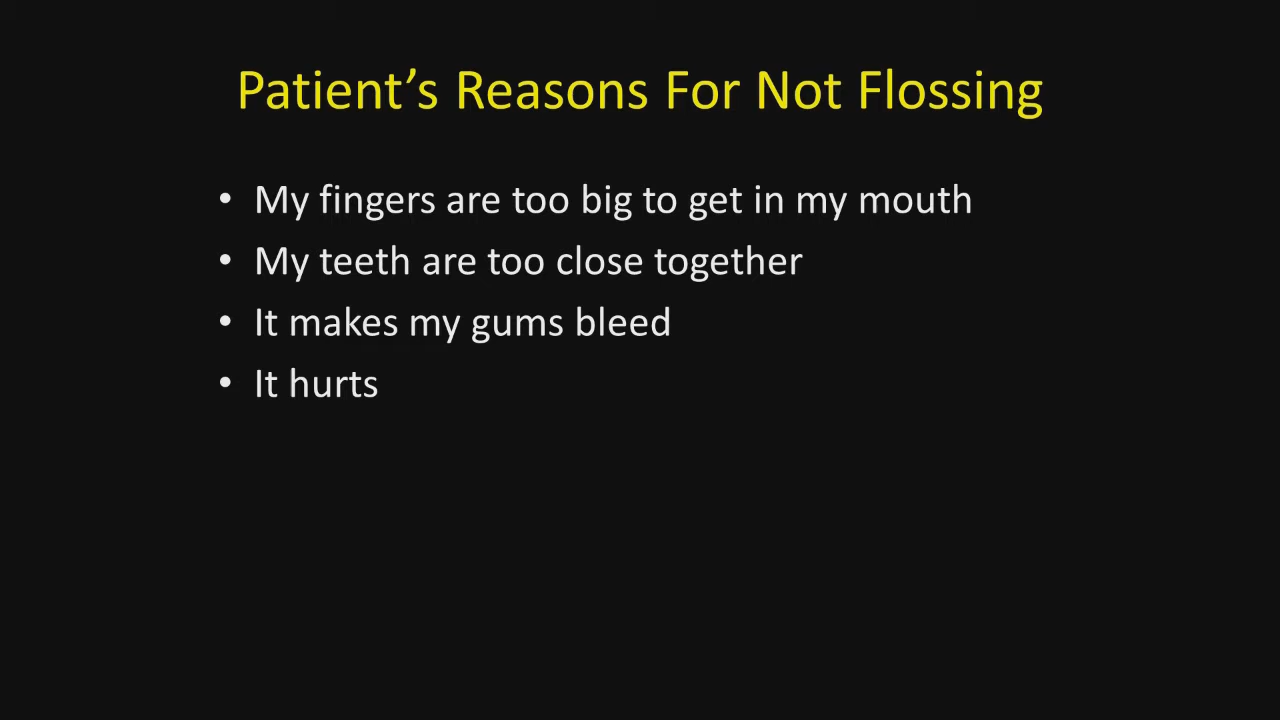 Patient’s Reasons For Not Flossing
• My fingers are too big to get in my mouth
• My teeth are too close together
• It makes my gums bleed
• It hurts